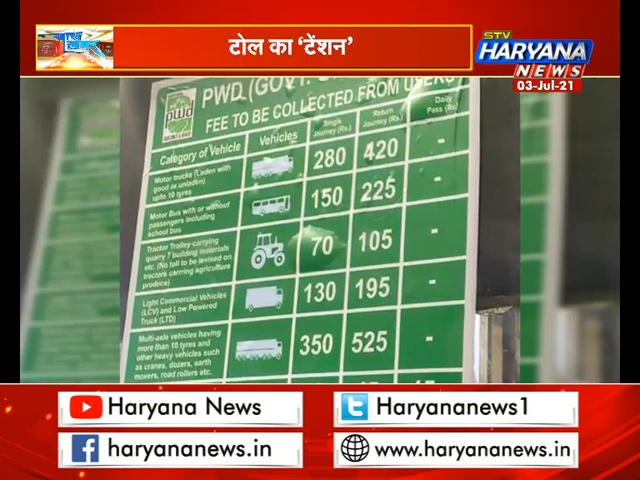 टोल का ‘टेंशन’
STV
HARYANA
NEWS
03-Jul-21
pwd
PWD (GOVT.
FEE TO BE COLLECTED FROM USERS
Category of Vehicle
Vehicles
Single Journey (Rs.)
Return Journey (Rs.)
Daily Pass (Rs.)
Motor trucks (Laden with
good or unladen)
upto 10 tyres
280 420 -
Motor Bus with or without
passengers including
school bus
150 225 -
Tractor Trolley carrying
quarry 7 building materials
etc. (No toll to be levised on
tractors carrring agriculture
prodece)
70 105 -
Light Commercial Vehicles
(LCV) and Low Powered
Truck (LTD)
130 195 -
Multi-axle vehicles having
more than 10 tyres and
other heavy vehicles such
as cranes, dozers, earth
movers, road rollers etc.
350 525 -
Haryana News
Haryananews1
haryananews.in
www.haryananews.in